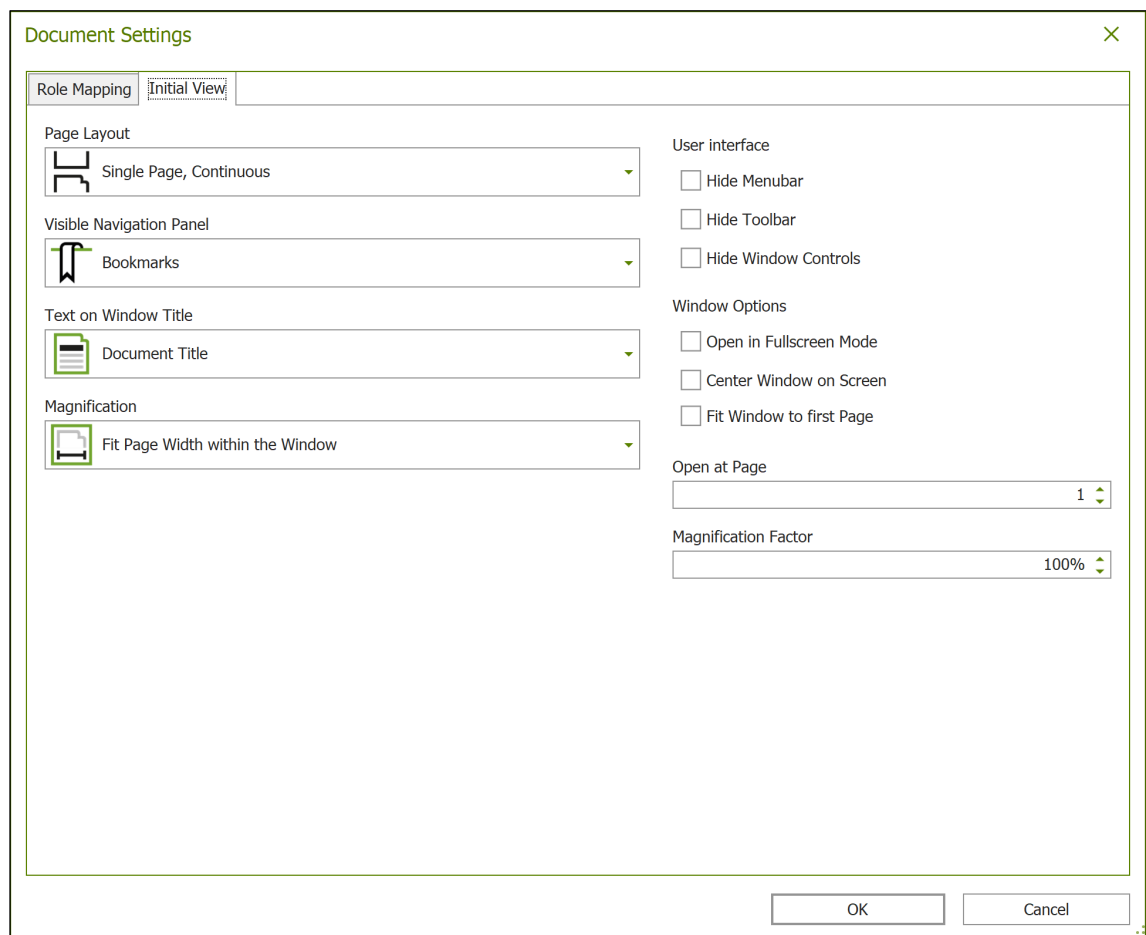 Document Settings
Role Mapping
Initial View
Page Layout
Single Page, Continuous
Visible Navigation Panel
Bookmarks
Text on Window Title
Document Title
Magnification
Fit Page Width within the Window
User interface
Hide Menubar
Hide Toolbar
Hide Window Controls
Window Options
Open in Fullscreen Mode
Center Window on Screen
Fit Window to first Page
Open at Page
1
Magnification Factor
100%
OK
Cancel